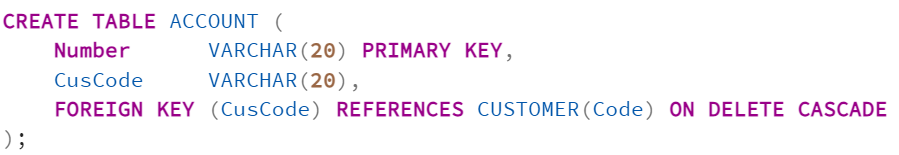 CREATE TABLE ACCOUNT (
    Number      VARCHAR(20) PRIMARY KEY,
    CusCode     VARCHAR(20),
    FOREIGN KEY (CusCode) REFERENCES CUSTOMER(Code) ON DELETE CASCADE
);